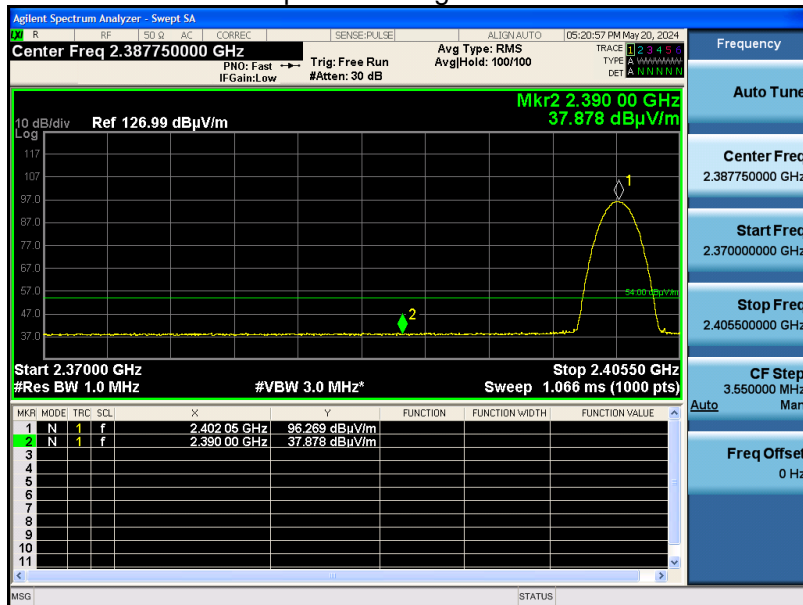 Agilent Spectrum Analyzer - Swept SA
LXI R RF 50 Ω AC CORREC SENSE:PULSE ALIGN AUTO 05:20:57 PM May 20, 2024
Center Freq 2.387750000 GHz
PNO: Fast
IFGain:Low
Trig: Free Run
#Atten: 30 dB
Avg Type: RMS
Avg|Hold: 100/100
TRACE 1 2 3 4 5 6
TYPE A WWWWW
DET A N N N N N
Mkr2 2.390 00 GHz
37.878 dBµV/m
10 dB/div Ref 126.99 dBµV/m
Log
117
107
97.0
87.0
77.0
67.0
57.0
47.0
37.0
1
2
54.00 dBµV/m
Start 2.37000 GHz Stop 2.40550 GHz
#Res BW 1.0 MHz #VBW 3.0 MHz* Sweep 1.066 ms (1000 pts)
MKR MODE TRC SCL X Y FUNCTION FUNCTION WIDTH FUNCTION VALUE
1 N 1 f 2.402 05 GHz 96.269 dBµV/m
2 N 1 f 2.390 00 GHz 37.878 dBµV/m
3
4
5
6
7
8
9
10
11
MSG STATUS
Frequency
Auto Tune
Center Freq
2.387750000 GHz
Start Freq
2.370000000 GHz
Stop Freq
2.405500000 GHz
CF Step
3.550000 MHz
Auto Man
Freq Offset
0 Hz